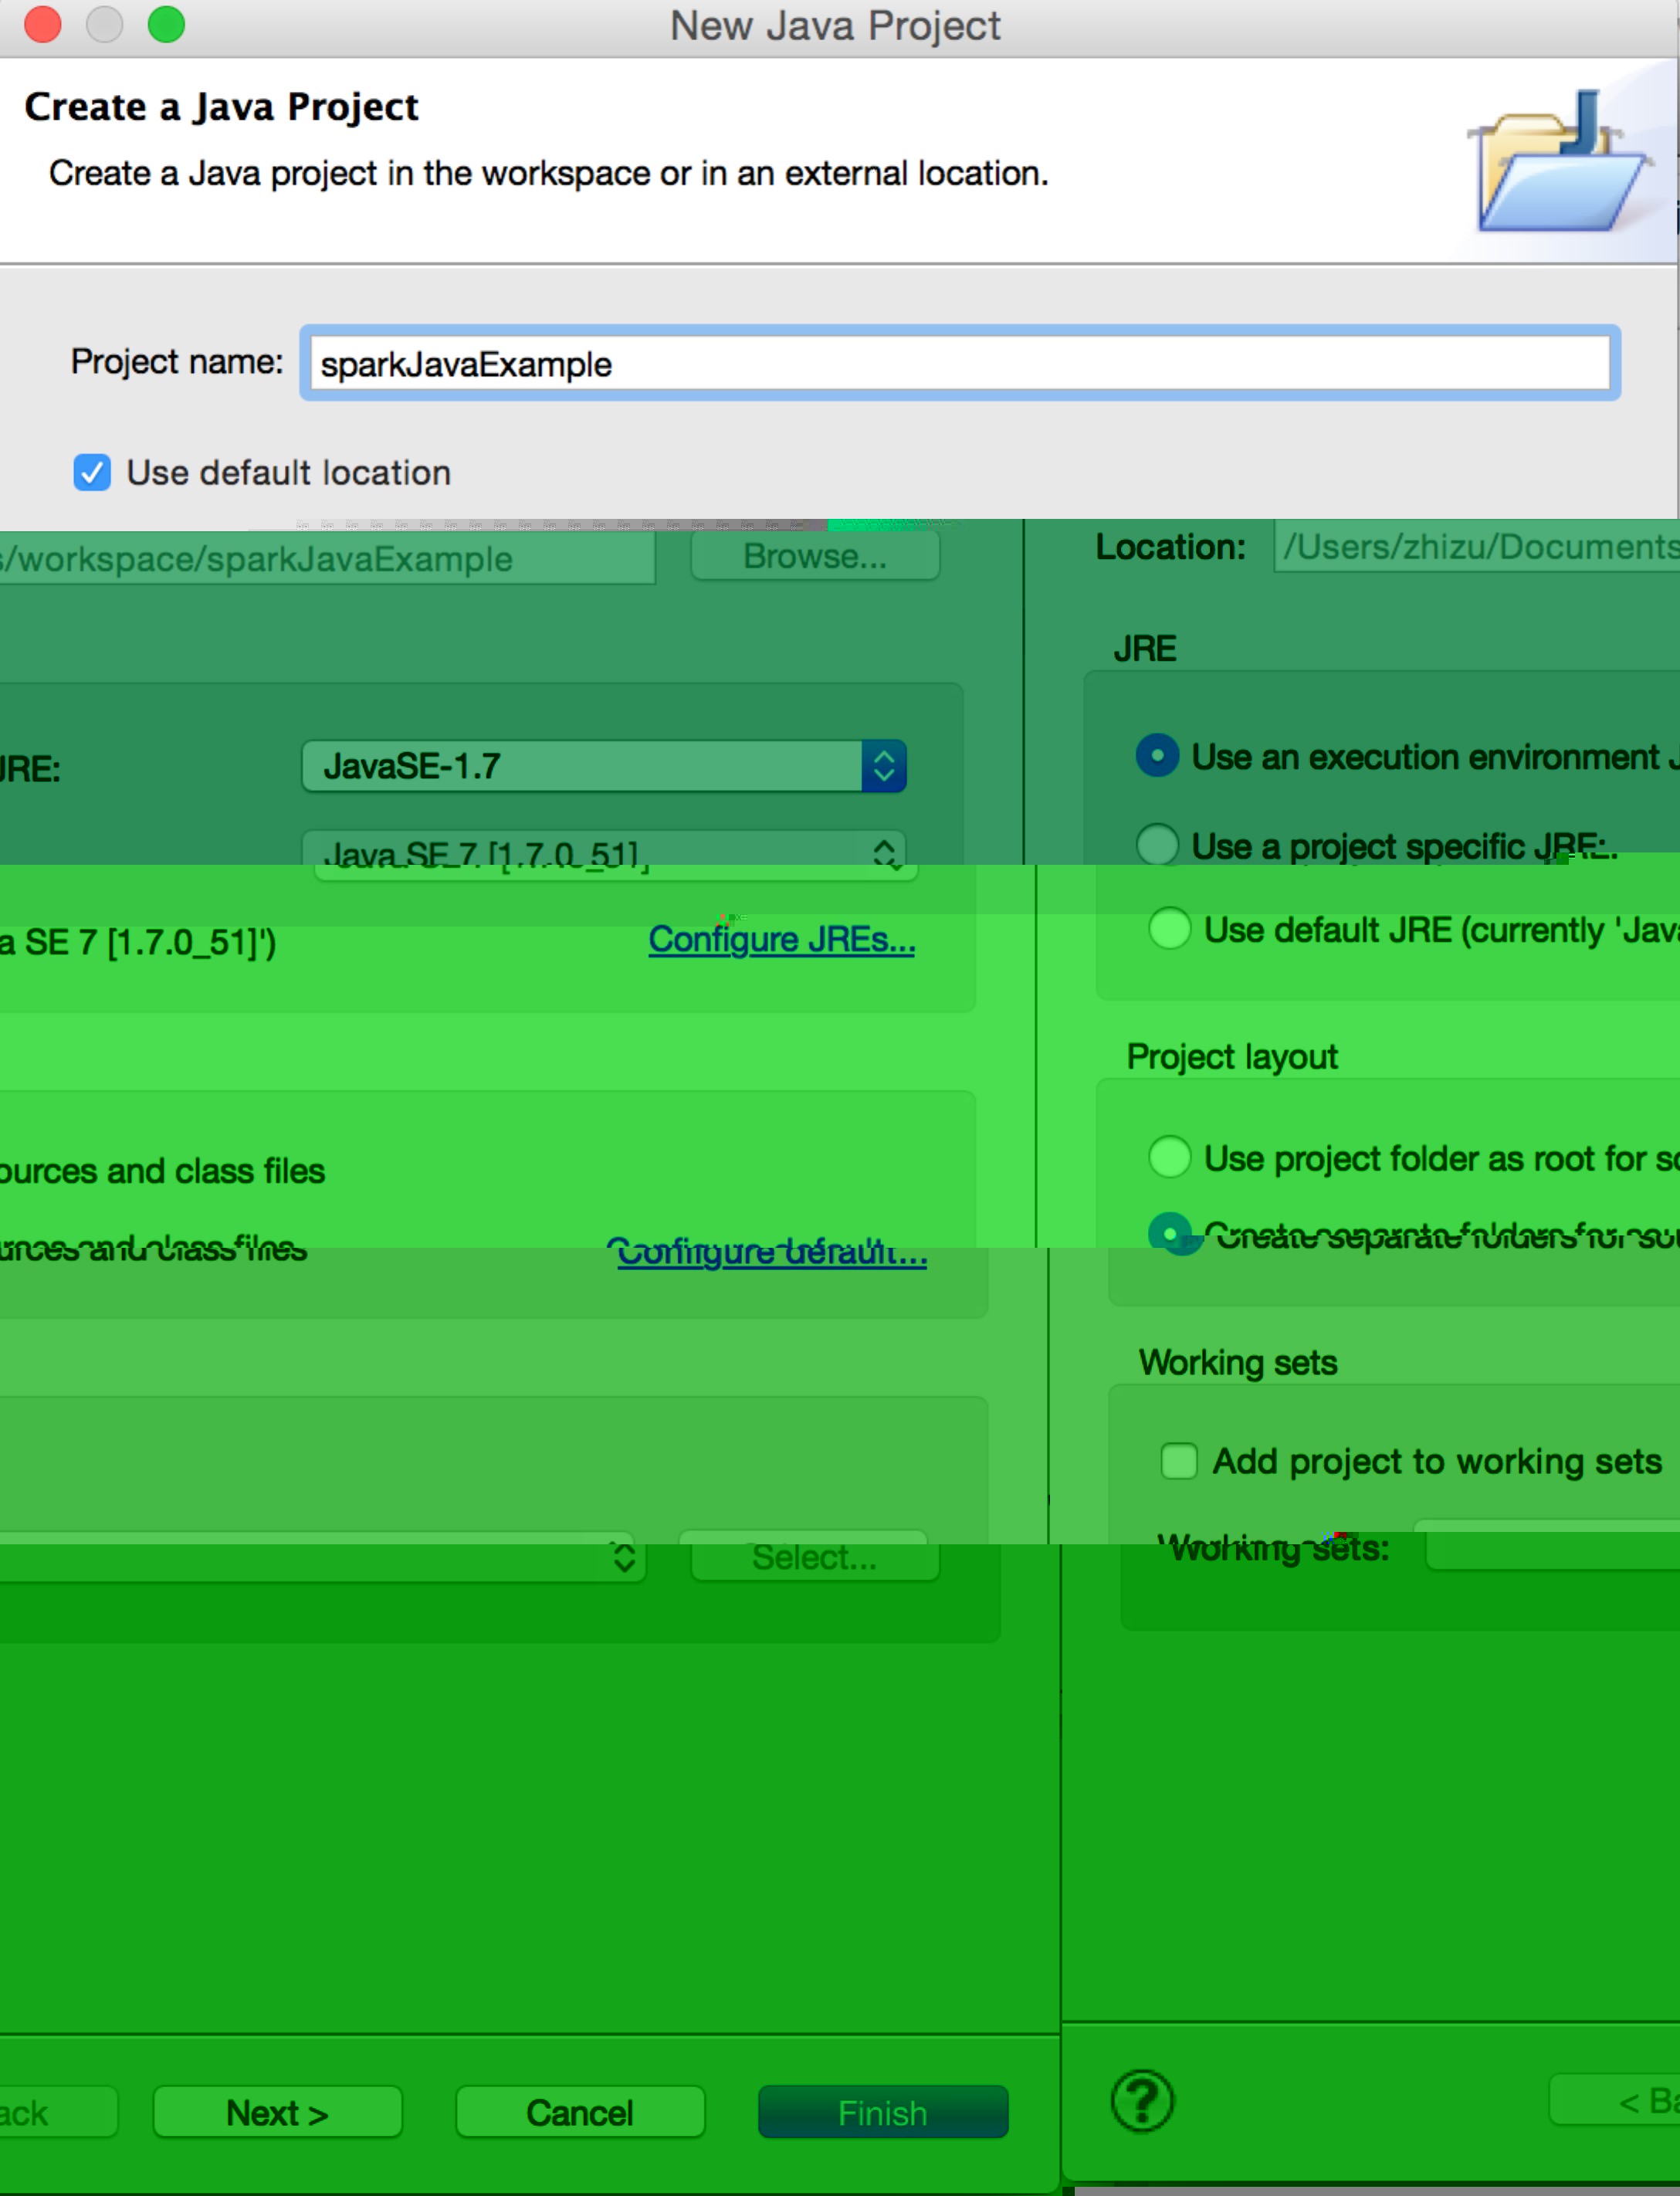 New Java Project
Create a Java Project
Create a Java project in the workspace or in an external location.
Project name: sparkJavaExample
Use default location
s/workspace/sparkJavaExample Browse...
Location: /Users/zhizu/Documents
JRE
JRE: JavaSE-1.7
Use an execution environment J
Java SE 7 [1.7.0_51]
Use a project specific JRE:
a SE 7 [1.7.0_51]') Configure JREs...
Use default JRE (currently 'Java
Project layout
ources and class files
Use project folder as root for so
urces and class files Configure default...
Create separate folders for sou
Working sets
Add project to working sets
Select...
Working sets:
ack Next > Cancel Finish
? < Ba